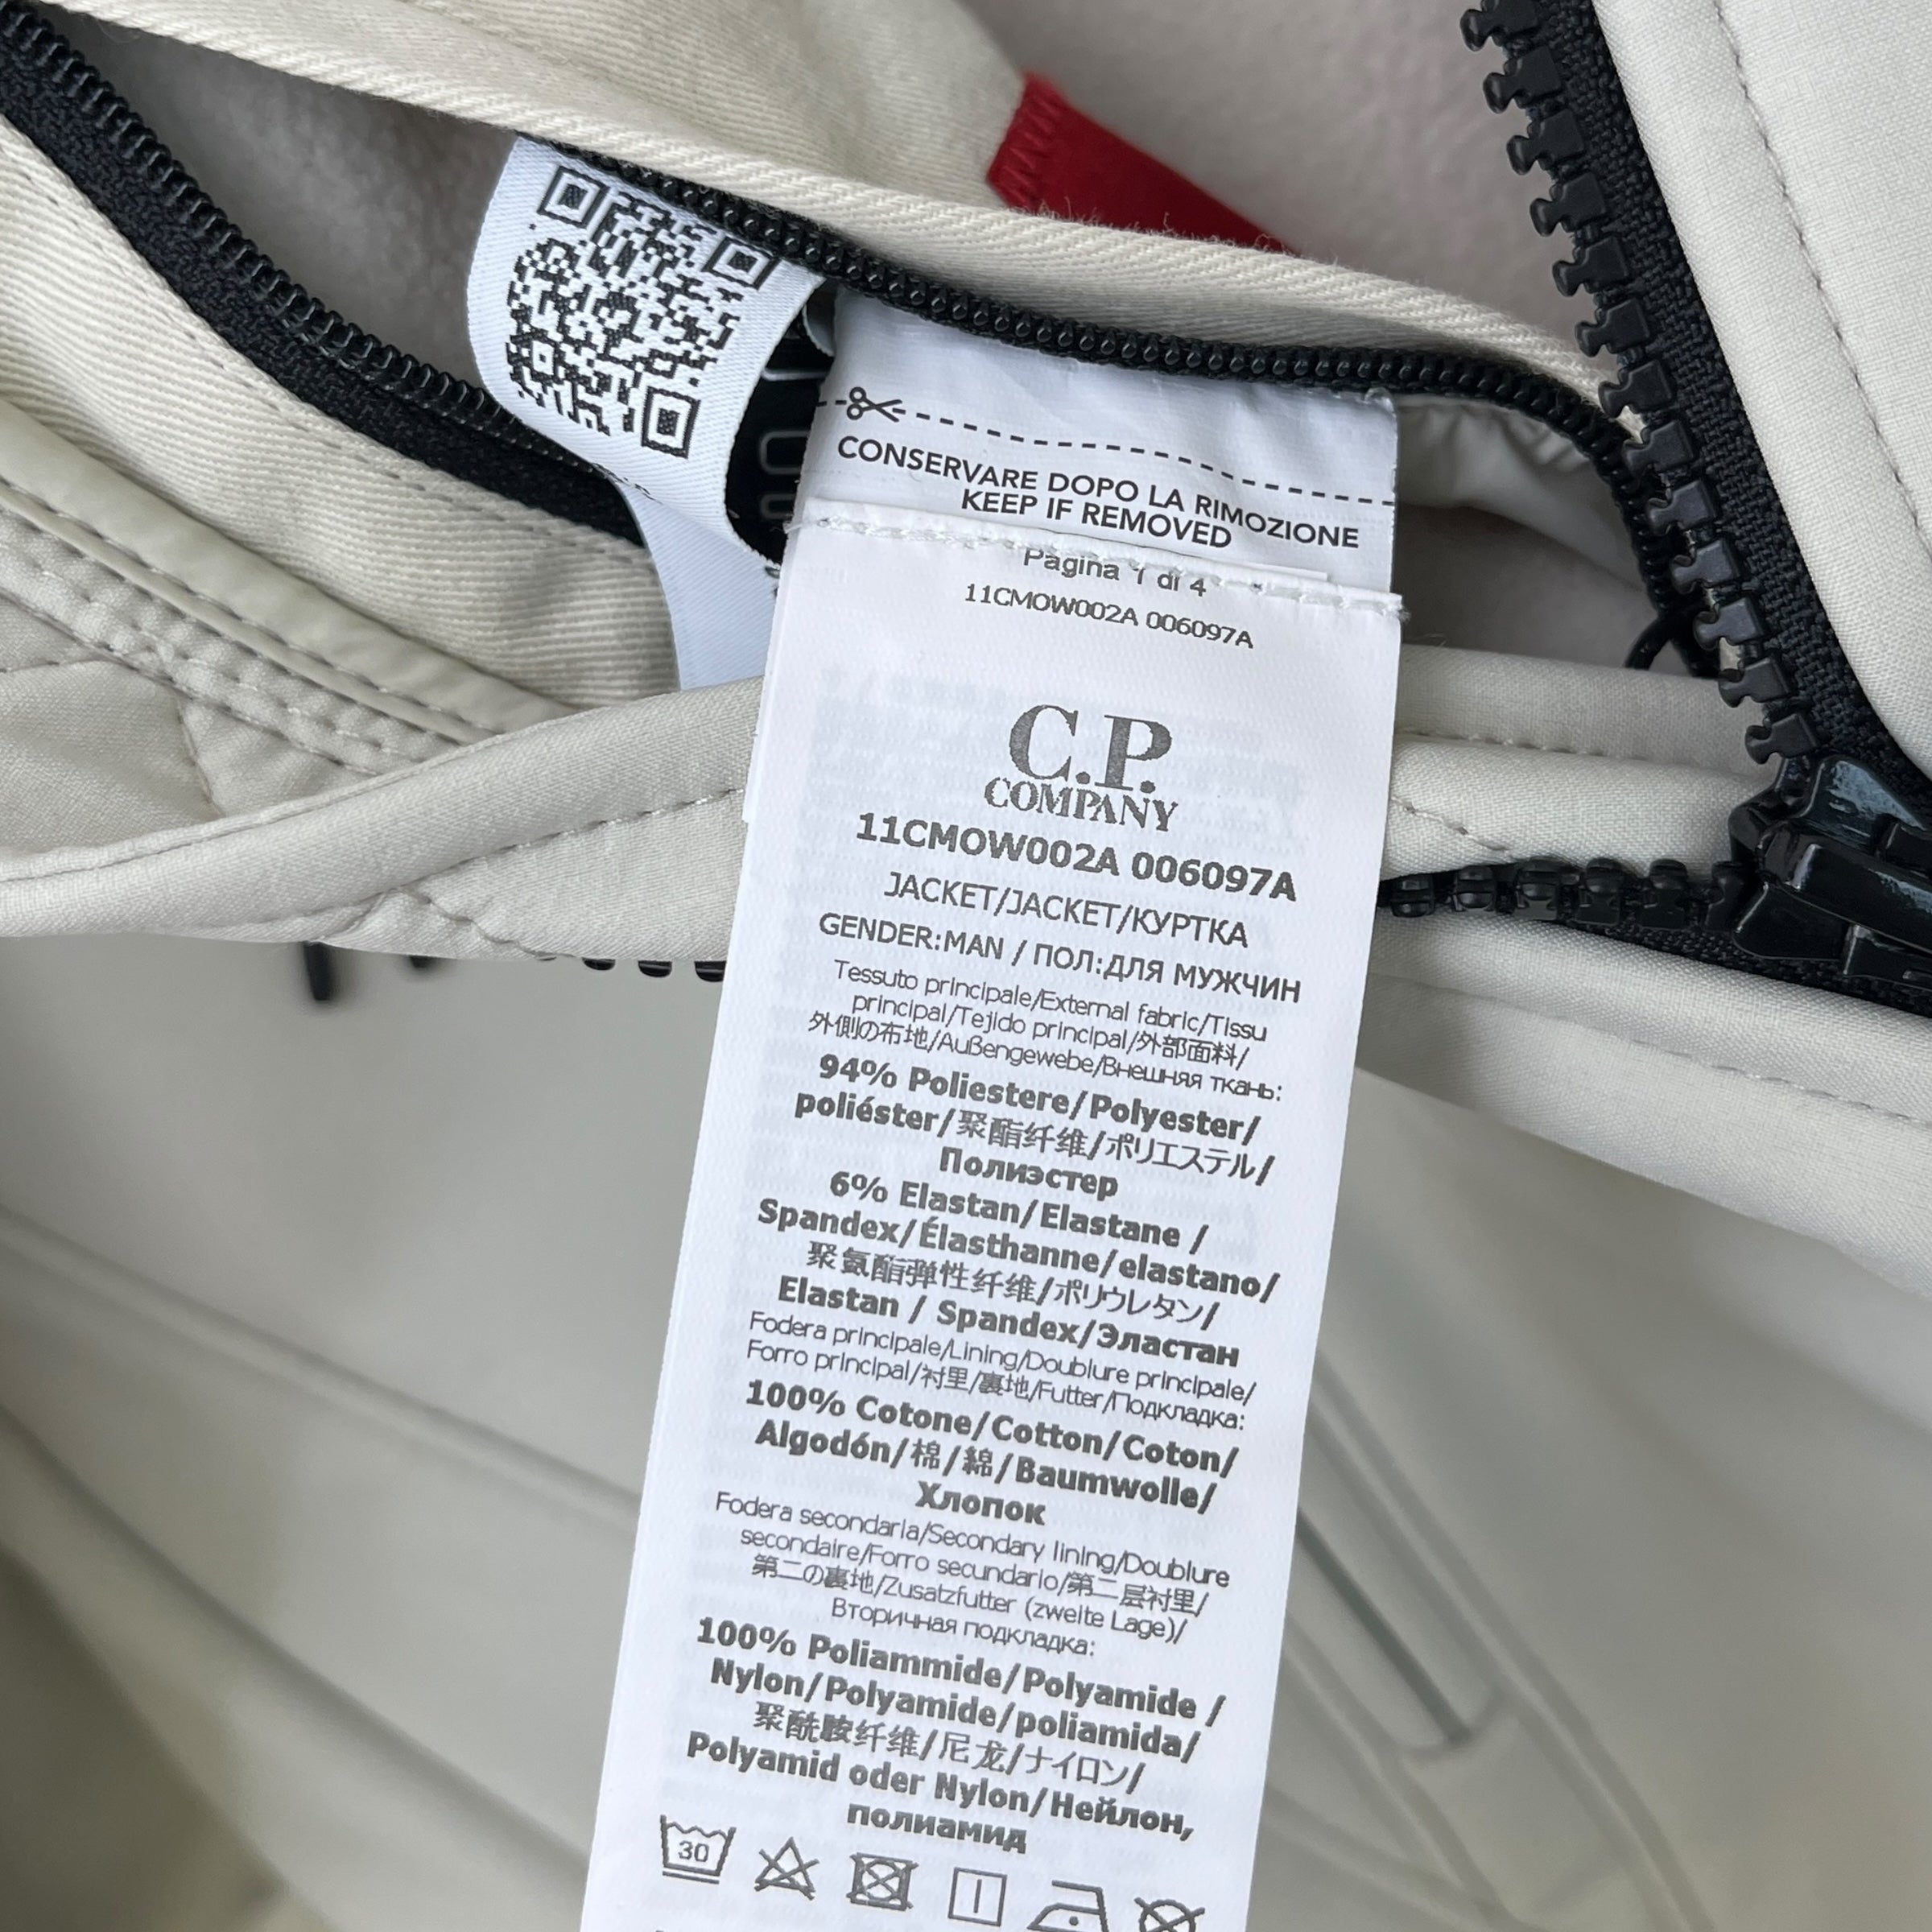 CONSERVARE DOPO LA RIMOZIONE
KEEP IF REMOVED
Pagina 1 di 4
11CMOW002A 006097A
C.P.
COMPANY
11CMOW002A 006097A
JACKET/JACKET/КУРТКА
GENDER:MAN / ПОЛ:ДЛЯ МУЖЧИН
Tessuto principale/External fabric/Tissu
principal/Tejido principal/外部面料/
外側の布地/Außengewebe/Внешняя ткань:
94% Poliestere/Polyester/
poliéster/聚酯纤维/ポリエステル/
Полиэстер
6% Elastan/Elastane /
Spandex/Élasthanne/elastano/
聚氨酯弹性纤维/ポリウレタン/
Elastan / Spandex/Эластан
Fodera principale/Lining/Doublure principale/
Forro principal/衬里/裏地/Futter/Подкладка:
100% Cotone/Cotton/Coton/
Algodón/棉/綿/Baumwolle/
Хлопок
Fodera secondaria/Secondary lining/Doublure
secondaire/Forro secundario/第二层衬里/
第二の裏地/Zusatzfutter (zweite Lage)/
Вторичная подкладка:
100% Poliammide/Polyamide /
Nylon/Polyamide/poliamida/
聚酰胺纤维/尼龙/ナイロン/
Polyamid oder Nylon/Нейлон,
полиамид
30